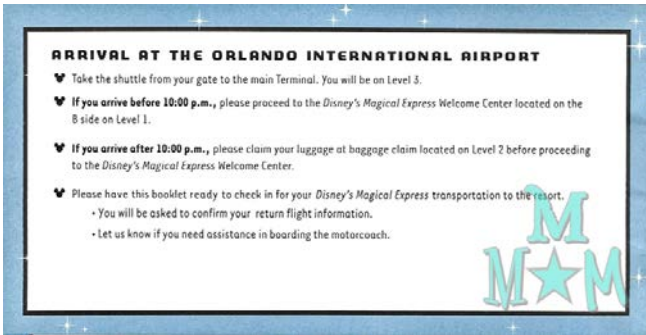 ARRIVAL AT THE ORLANDO INTERNATIONAL AIRPORT
Take the shuttle from your gate to the main Terminal. You will be on Level 3.
If you arrive before 10:00 p.m., please proceed to the Disney's Magical Express Welcome Center located on the
B side on Level 1.
If you arrive after 10:00 p.m., please claim your luggage at baggage claim located on Level 2 before proceeding
to the Disney's Magical Express Welcome Center.
Please have this booklet ready to check in for your Disney's Magical Express transportation to the resort.
• You will be asked to confirm your return flight information.
• Let us know if you need assistance in boarding the motorcoach.
M
M M